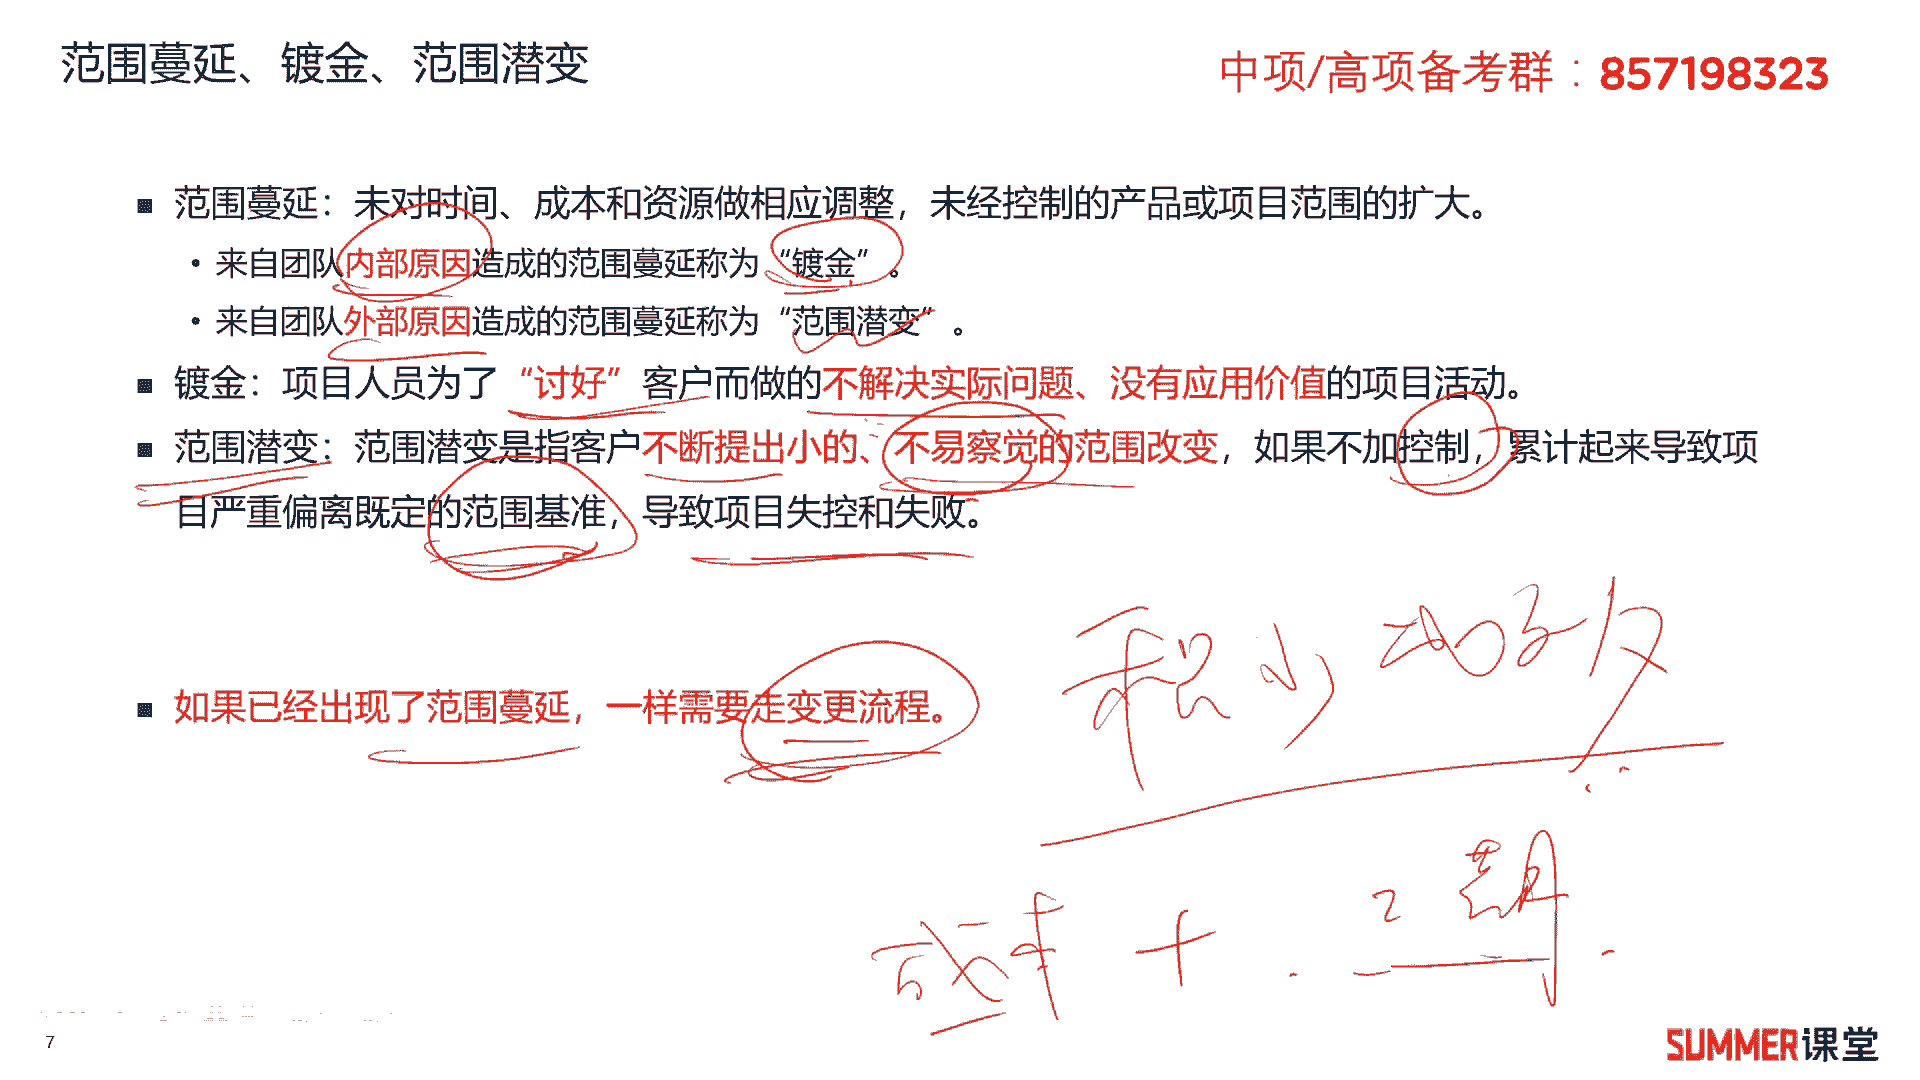 范围蔓延、镀金、范围潜变
中项/高项备考群：857198323
■ 范围蔓延：未对时间、成本和资源做相应调整，未经控制的产品或项目范围的扩大。
• 来自团队内部原因造成的范围蔓延称为“镀金”。
• 来自团队外部原因造成的范围蔓延称为“范围潜变”。
■ 镀金：项目人员为了“讨好”客户而做的不解决实际问题、没有应用价值的项目活动。
■ 范围潜变：范围潜变是指客户不断提出小的、不易察觉的范围改变，如果不加控制，累计起来导致项
目严重偏离既定的范围基准，导致项目失控和失败。
■ 如果已经出现了范围蔓延，一样需要走变更流程。
积少成多
成本 + 工期
7
SUMMER课堂